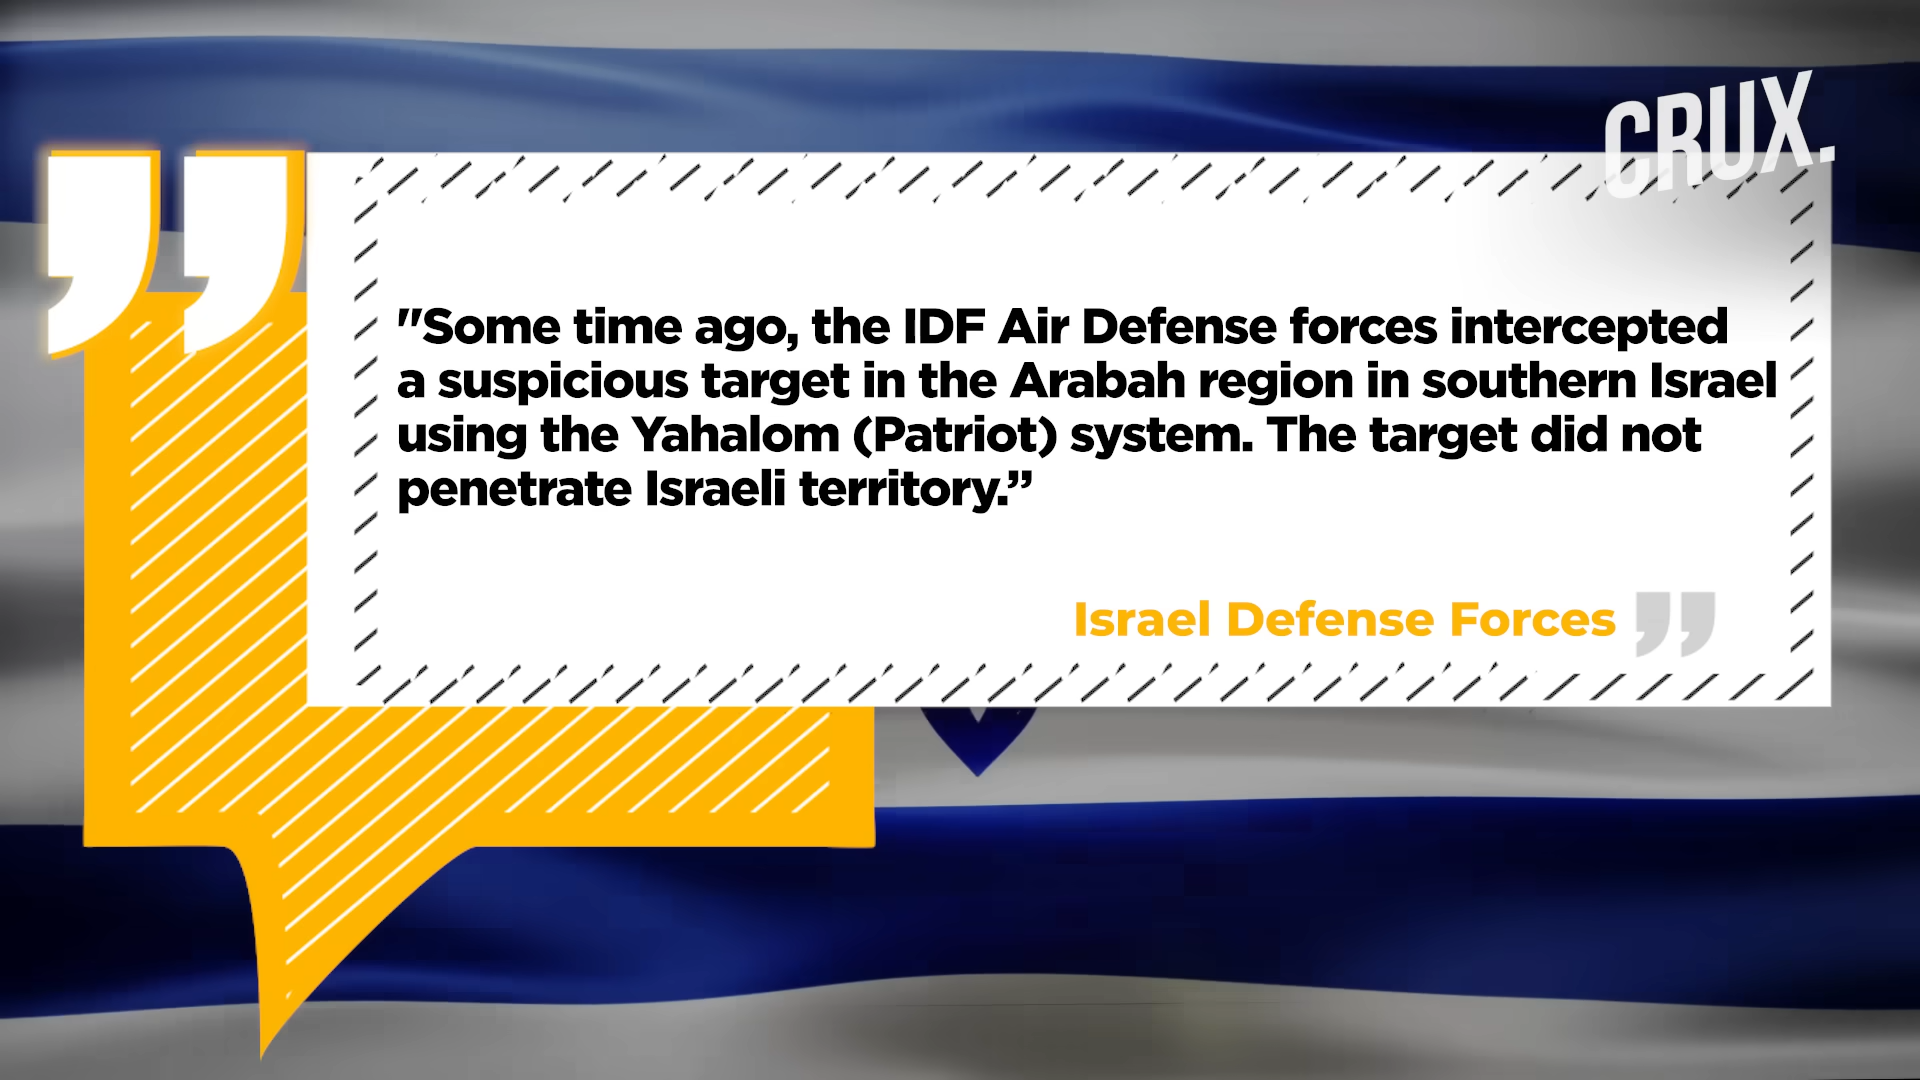 CRUX.
"Some time ago, the IDF Air Defense forces intercepted
a suspicious target in the Arabah region in southern Israel
using the Yahalom (Patriot) system. The target did not
penetrate Israeli territory.”
Israel Defense Forces